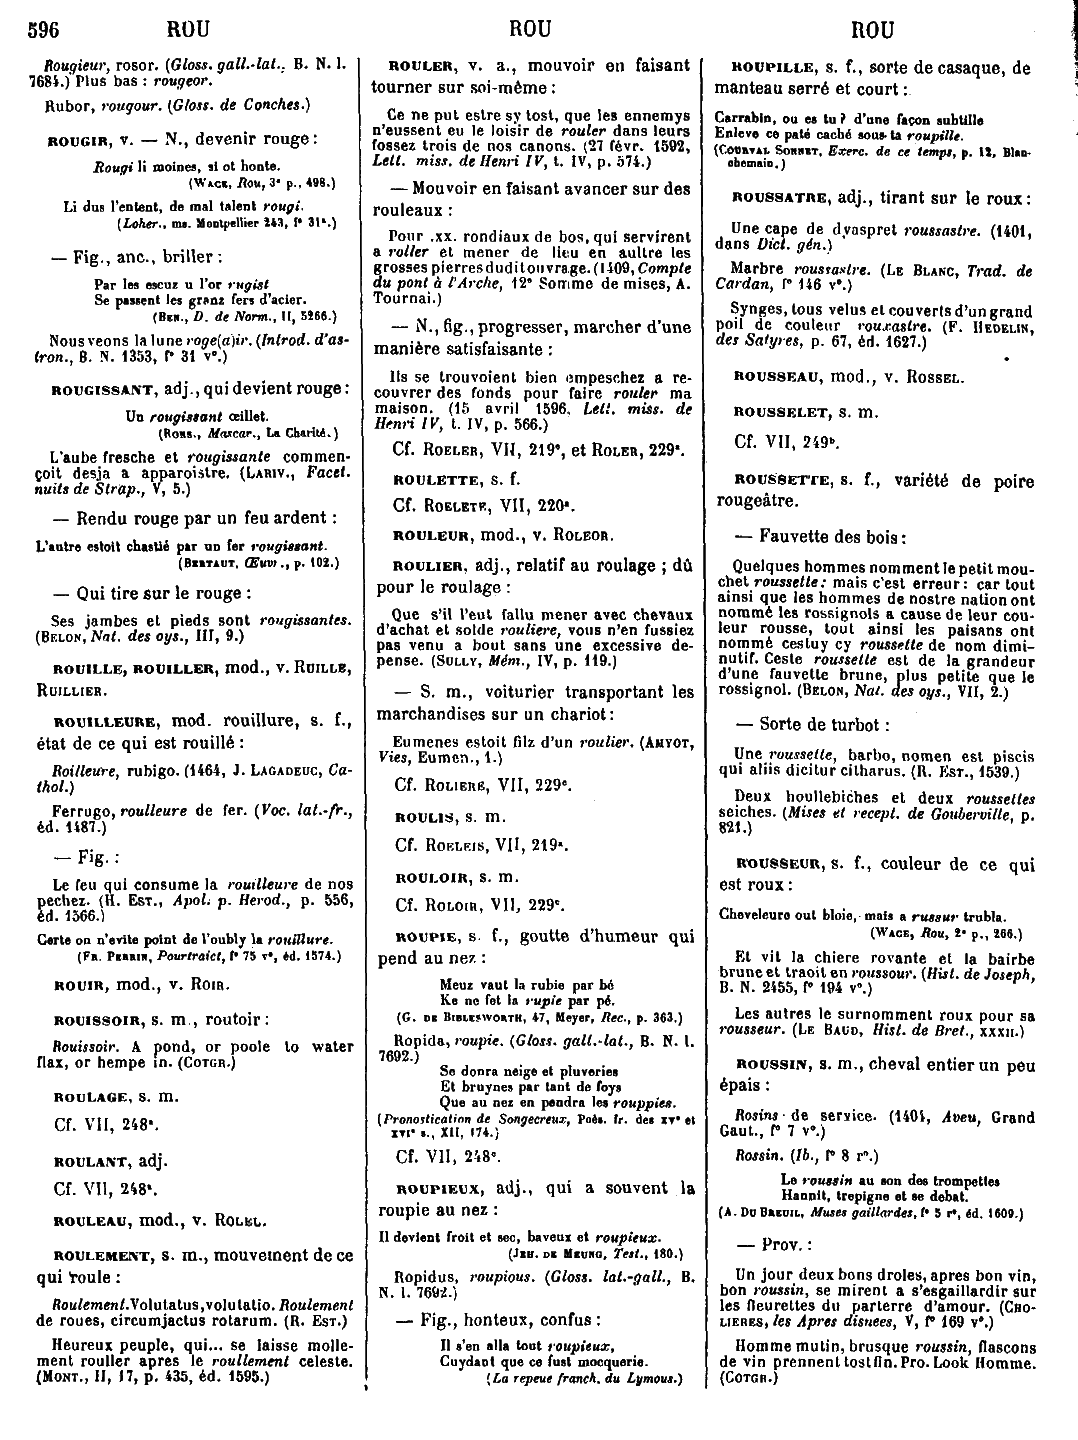 596 ROU ROU ROU
Rougieur, rosor. (Gloss. gall.-lat., B. N. l.
7684.) Plus bas : rougeor.
Rubor, rougour. (Gloss. de Conches.)
ROUGIR, v. — N., devenir rouge :
Rougi li moines, si ot honte.
(WACE, Rou, 3e p., 498.)
Li dus l'entent, de mal talent rougi.
(Loher., ms. Montpellier 243, fo 31a.)
— Fig., anc., briller :
Par les escuz u l'or rugist
Se passent les granz fers d'acier.
(BEN., D. de Norm., II, 5266.)
Nous veons la lune roge(a)ir. (Introd. d'as-
tron., B. N. 1353, fo 31 vo.)
ROUGISSANT, adj., qui devient rouge :
Un rougissant œillet.
(RONS., Mascar., La Charité.)
L'aube fresche et rougissante commen-
çoit desja a apparoistre. (LARIV., Facet.
nuits de Strap., V, 5.)
— Rendu rouge par un feu ardent :
L'autre estoit chastié par un fer rougissant.
(BERTAUT, Œuv., p. 102.)
— Qui tire sur le rouge :
Ses jambes et pieds sont rougissantes.
(BELON, Nat. des oys., III, 9.)
ROUILLE, ROUILLER, mod., v. RUILLE,
RUILLIER.
ROUILLEURE, mod. rouillure, s. f.,
état de ce qui est rouillé :
Roilleure, rubigo. (1464, J. LAGADEUC, Ca-
thol.)
Ferrugo, roulleure de fer. (Voc. lat.-fr.,
éd. 1487.)
— Fig. :
Le feu qui consume la rouilleure de nos
pechez. (H. EST., Apol. p. Herod., p. 556,
éd. 1566.)
Certe on n'evite point de l'oubly la rouillure.
(FR. PERRIN, Pourtraict, fo 75 vo, éd. 1574.)
ROUIR, mod., v. ROIR.
ROUISSOIR, s. m., routoir :
Rouissoir. A pond, or poole to water
flax, or hempe in. (COTGR.)
ROULAGE, s. m.
Cf. VII, 248a.
ROULANT, adj.
Cf. VII, 248a.
ROULEAU, mod., v. ROLEL.
ROULEMENT, s. m., mouvement de ce
qui roule :
Roulement. Volutatus, volutatio. Roulement
de roues, circumjactus rotarum. (R. EST.)
Heureux peuple, qui... se laisse molle-
ment rouller apres le roullement celeste.
(MONT., II, 17, p. 435, éd. 1595.)
ROULER, v. a., mouvoir en faisant
tourner sur soi-même :
Ce ne put estre sy tost, que les ennemys
n'eussent eu le loisir de rouler dans leurs
fossez trois de nos canons. (27 févr. 1592,
Lett. miss. de Henri IV, t. IV, p. 574.)
— Mouvoir en faisant avancer sur des
rouleaux :
Pour .xx. rondiaux de bos, qui servirent
a roller et mener de lieu en aultre les
grosses pierres dudit ouvrage. (1409, Compte
du pont à l'Arche, 12e Somme de mises, A.
Tournai.)
— N., fig., progresser, marcher d'une
manière satisfaisante :
Ils se trouvoient bien empeschez a re-
couvrer des fonds pour faire rouler ma
maison. (15 avril 1596, Lett. miss. de
Henri IV, t. IV, p. 566.)
Cf. ROELER, VII, 219a, et ROLER, 229a.
ROULETTE, s. f.
Cf. ROELETE, VII, 220a.
ROULEUR, mod., v. ROLEOR.
ROULIER, adj., relatif au roulage ; dû
pour le roulage :
Que s'il l'eut fallu mener avec chevaux
d'achat et solde rouliere, vous n'en fussiez
pas venu a bout sans une excessive de-
pense. (SULLY, Mém., IV, p. 119.)
— S. m., voiturier transportant les
marchandises sur un chariot :
Eumenes estoit filz d'un roulier. (AMYOT,
Vies, Eumen., 1.)
Cf. ROLIERE, VII, 229c.
ROULIS, s. m.
Cf. ROELEIS, VII, 219a.
ROULOIR, s. m.
Cf. ROLOIR, VII, 229c.
ROUPIE, s. f., goutte d'humeur qui
pend au nez :
Meuz vaut la rubie par bé
Ke ne fet la rupie par pé.
(G. DE BIBLESWORTH, 47, Meyer, Rec., p. 363.)
Ropida, roupie. (Gloss. gall.-lat., B. N. l.
7692.)
Se donra neige et pluveries
Et bruynes par tant de foys
Que au nez en pendra les rouppies.
(Pronostication de Songecreux, Poés. fr. des XVe et
XVIe s., XII, 174.)
Cf. VII, 248c.
ROUPIEUX, adj., qui a souvent la
roupie au nez :
Il devient froit et sec, baveux et roupieux.
(JEH. DE MEUNG, Test., 180.)
Ropidus, roupious. (Gloss. lat.-gall., B.
N. l. 7692.)
— Fig., honteux, confus :
Il s'en alla tout roupieux,
Cuydant que ce fust mocquerie.
(La repeue franch. du Lymous.)
ROUPILLE, s. f., sorte de casaque, de
manteau serré et court :
Carrabin, ou es tu ? d'une façon subtille
Enleve ce paté caché sous ta roupille.
(COURVAL SONNET, Exerc. de ce temps, p. 12, Blan-
chemain.)
ROUSSATRE, adj., tirant sur le roux :
Une cape de dyaspret roussastre. (1401,
dans Dict. gén.)
Marbre roussastre. (LE BLANC, Trad. de
Cardan, fo 146 vo.)
Synges, tous velus et couverts d'un grand
poil de couleur rouxastre. (F. HEDELIN,
des Satyres, p. 67, éd. 1627.)
ROUSSEAU, mod., v. ROSSEL.
ROUSSELET, s. m.
Cf. VII, 249b.
ROUSSETTE, s. f., variété de poire
rougeâtre.
— Fauvette des bois :
Quelques hommes nomment le petit mou-
chet roussette : mais c'est erreur : car tout
ainsi que les hommes de nostre nation ont
nommé les rossignols a cause de leur cou-
leur rousse, tout ainsi les paisans ont
nommé cestuy cy roussette de nom dimi-
nutif. Ceste roussette est de la grandeur
d'une fauvette brune, plus petite que le
rossignol. (BELON, Nat. des oys., VII, 2.)
— Sorte de turbot :
Une roussette, barbo, nomen est piscis
qui aliis dicitur citharus. (R. EST., 1539.)
Deux houllebiches et deux roussettes
seiches. (Mises et recept. de Gouberville, p.
821.)
ROUSSEUR, s. f., couleur de ce qui
est roux :
Cheveleure out bloie, mais a russur trubla.
(WACE, Rou, 2e p., 266.)
Et vit la chiere rovante et la bairbe
brune et traoit en roussour. (Hist. de Joseph,
B. N. 2455, fo 194 vo.)
Les autres le surnomment roux pour sa
rousseur. (LE BAUD, Hist. de Bret., XXXII.)
ROUSSIN, s. m., cheval entier un peu
épais :
Rosins de service. (1404, Aveu, Grand
Gaut., fo 7 vo.)
Rossin. (Ib., fo 8 ro.)
Le roussin au son des trompettes
Hannit, trepigne et se debat.
(A. DU BREUIL, Muses gaillardes, fo 5 ro, éd. 1609.)
— Prov. :
Un jour deux bons droles, apres bon vin,
bon roussin, se mirent a s'esgaillardir sur
les fleurettes du parterre d'amour. (CHO-
LIERES, les Apres disnees, V, fo 169 vo.)
Homme mutin, brusque roussin, flascons
de vin prennent tost fin. Pro. Look Homme.
(COTGR.)